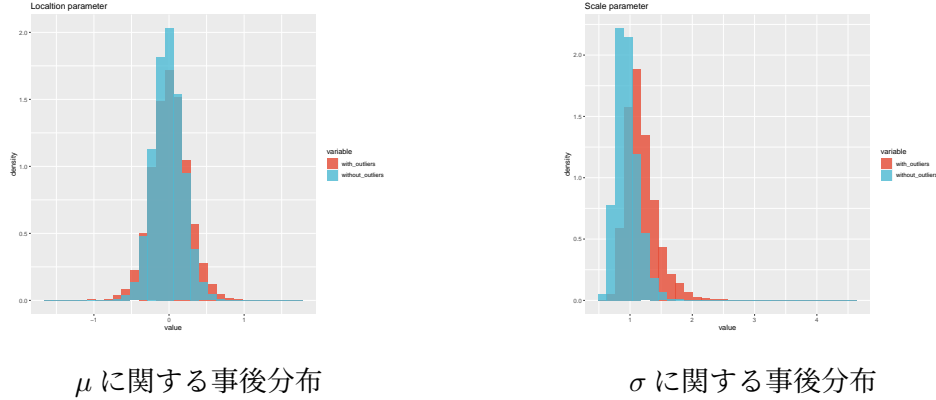 Localtion parameter
2.0
1.5
1.0
0.5
0.0
density
−1
0
1
value
variable
with_outliers
without_outliers
μ に関する事後分布
Scale parameter
2.0
1.5
1.0
0.5
0.0
density
1
2
3
4
value
variable
with_outliers
without_outliers
σ に関する事後分布